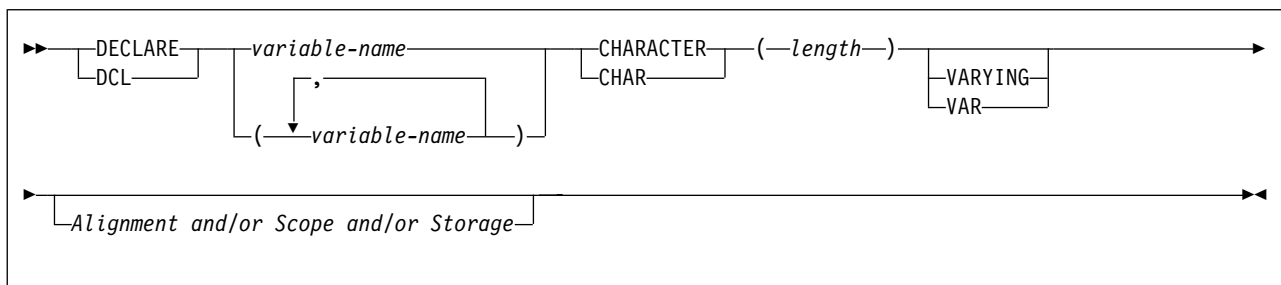 DECLARE variable-name CHARACTER (length)
DCL , CHAR VARYING
(variable-name) VAR
Alignment and/or Scope and/or Storage